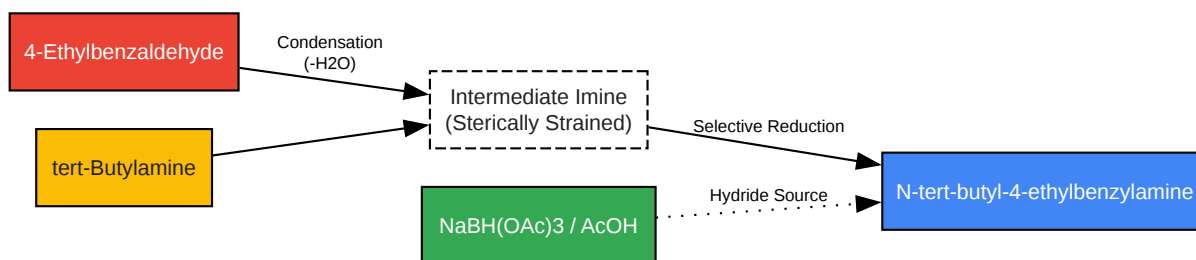 4-Ethylbenzaldehyde
Condensation
(-H2O)
tert-Butylamine
Intermediate Imine
(Sterically Strained)
Selective Reduction
NaBH(OAc)3 / AcOH
Hydride Source
N-tert-butyl-4-ethylbenzylamine